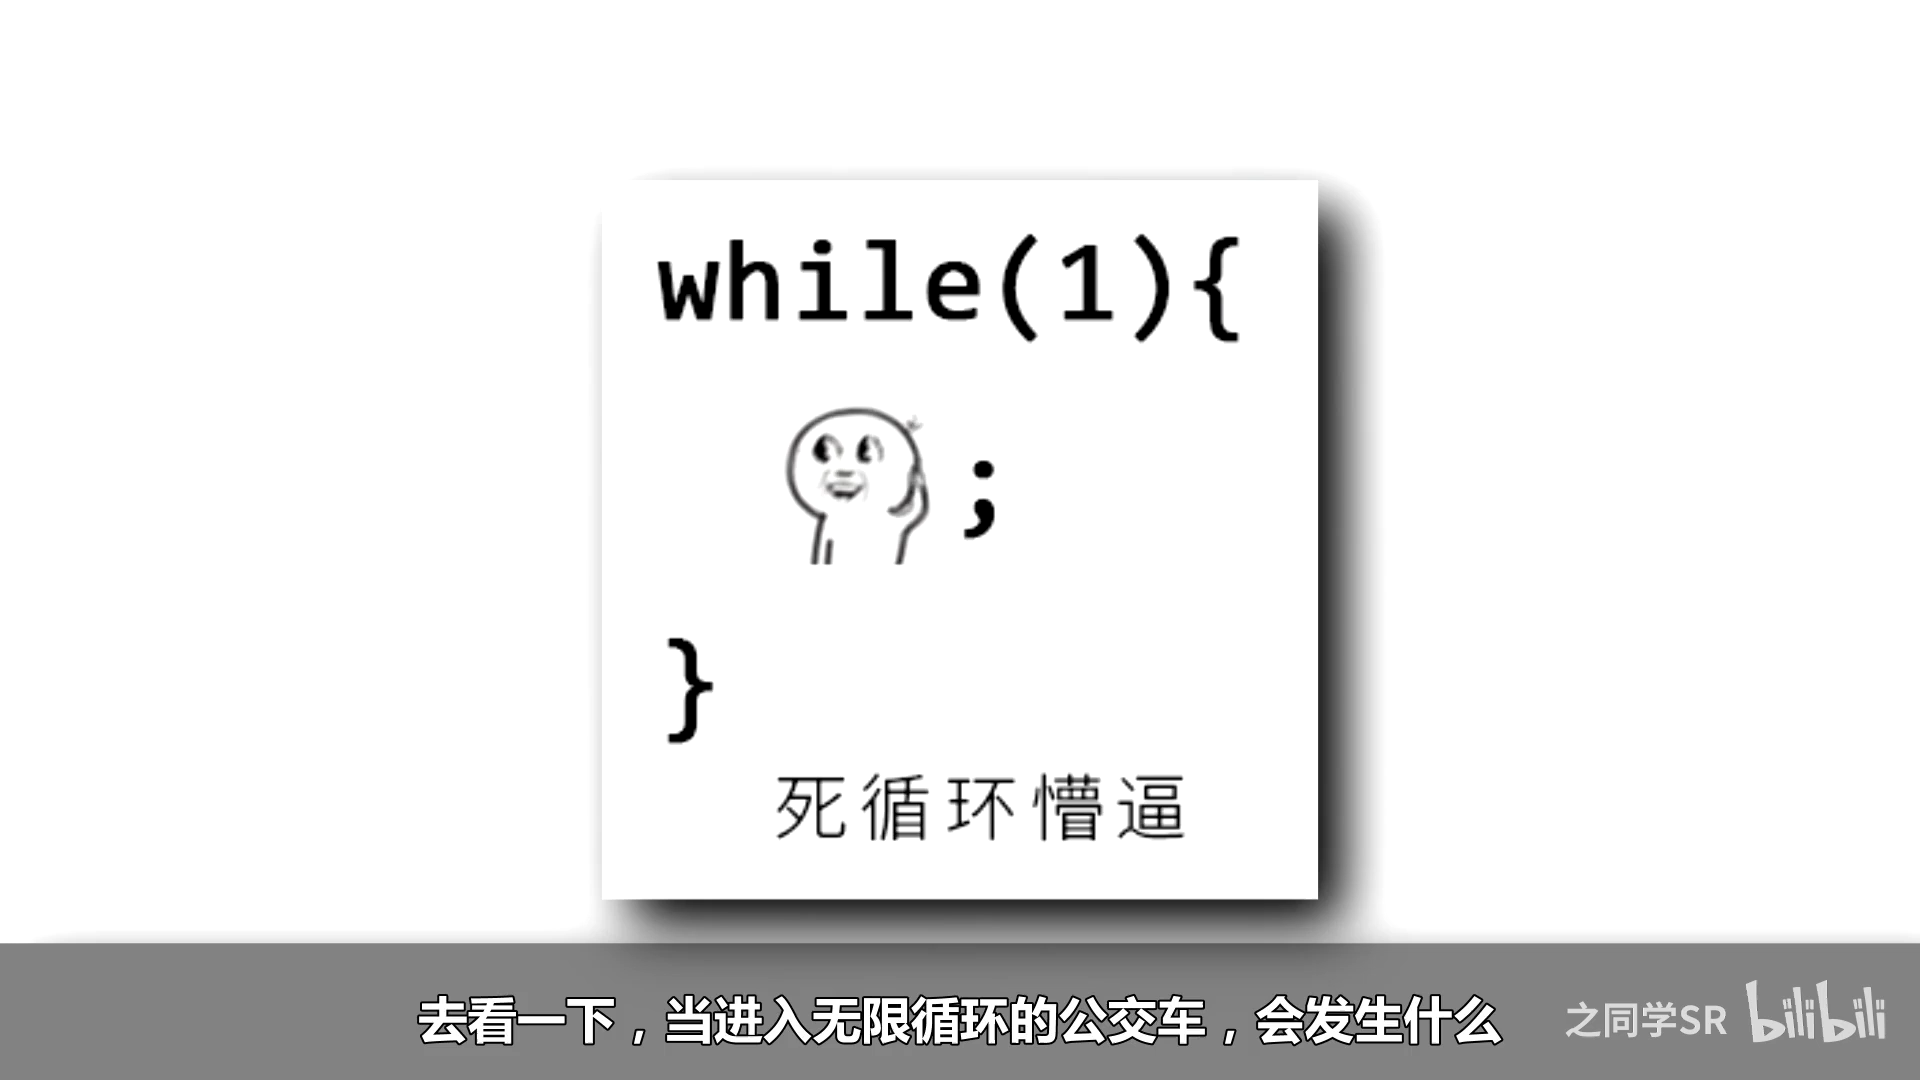 while(1){
;
}
死循环懵逼
去看一下，当进入无限循环的公交车，会发生什么
之同学SR bilibili